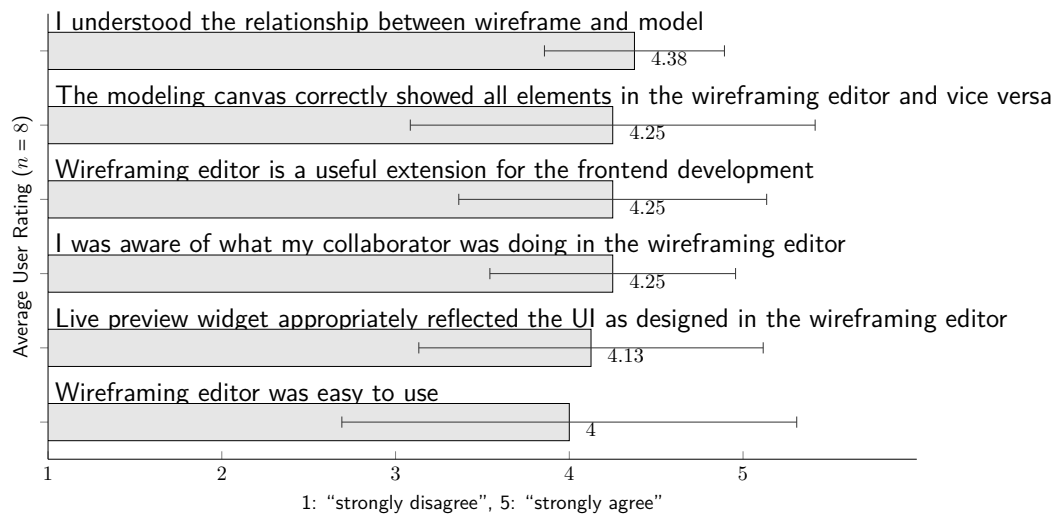 I understood the relationship between wireframe and model
4.38
The modeling canvas correctly showed all elements in the wireframing editor and vice versa
4.25
Wireframing editor is a useful extension for the frontend development
4.25
I was aware of what my collaborator was doing in the wireframing editor
4.25
Live preview widget appropriately reflected the UI as designed in the wireframing editor
4.13
Wireframing editor was easy to use
4
Average User Rating (n = 8)
1 2 3 4 5
1: “strongly disagree”, 5: “strongly agree”